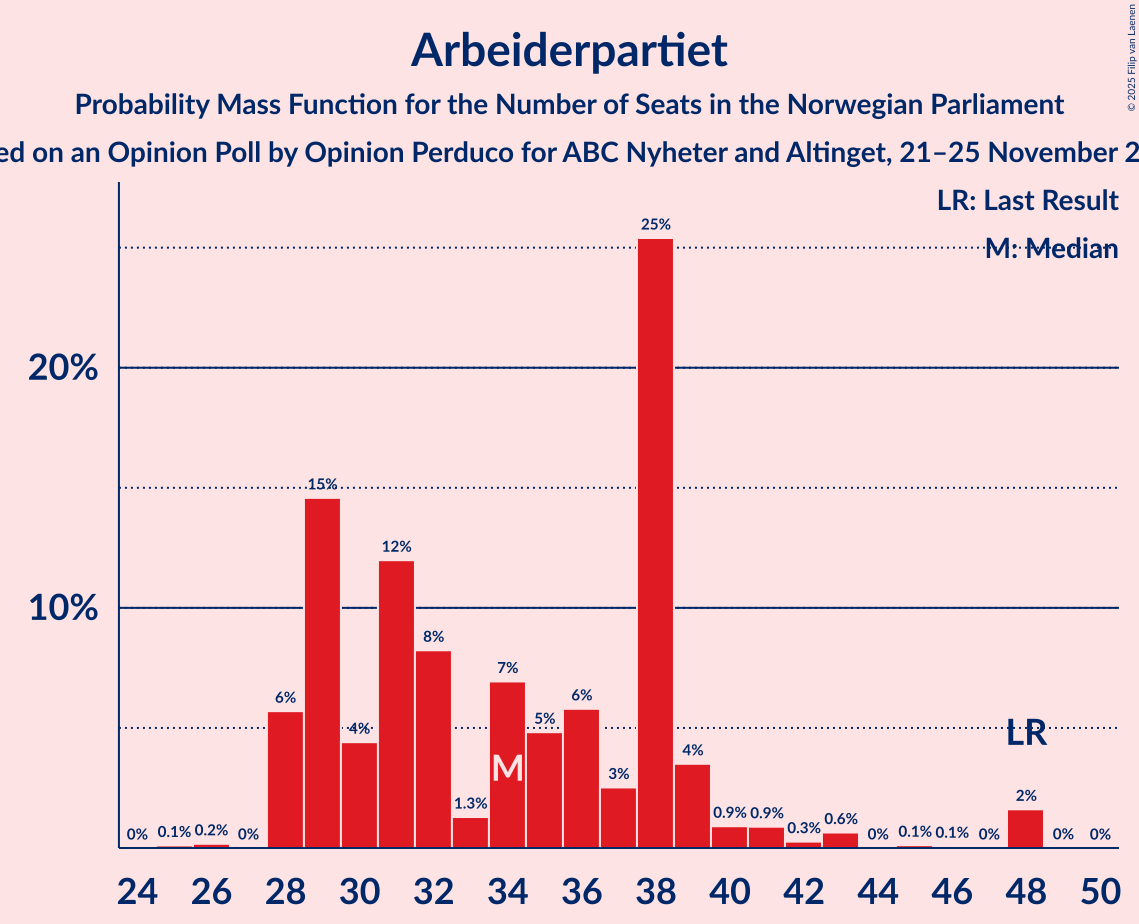 Arbeiderpartiet
Probability Mass Function for the Number of Seats in the Norwegian Parliament
on an Opinion Poll by Opinion Perduco for ABC Nyheter and Altinget, 21–25 November
© 2025 Filip van Laenen
LR: Last Result
M: Median
20%
10%
0% 0.1% 0.2% 0% 6% 15% 4% 12% 8% 1.3% 7% 5% 6% 3% 25% 4% 0.9% 0.9% 0.3% 0.6% 0% 0.1% 0.1% 0% 2% 0% 0%
M
LR
24 26 28 30 32 34 36 38 40 42 44 46 48 50